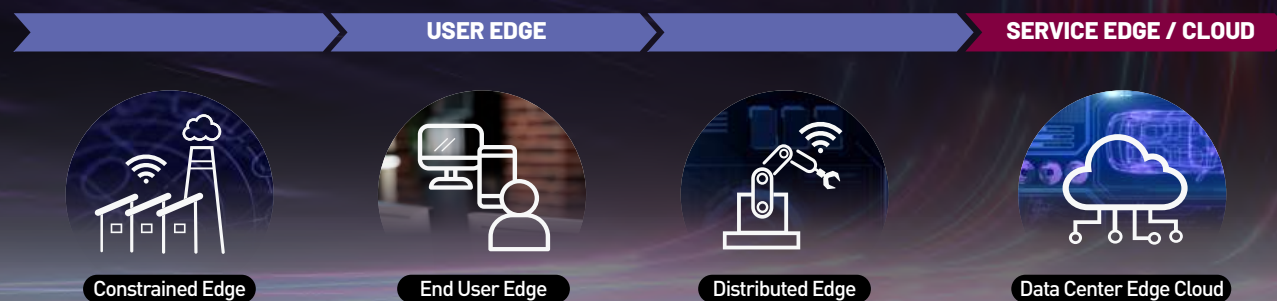 USER EDGE
SERVICE EDGE / CLOUD
Constrained Edge
End User Edge
Distributed Edge
Data Center Edge Cloud